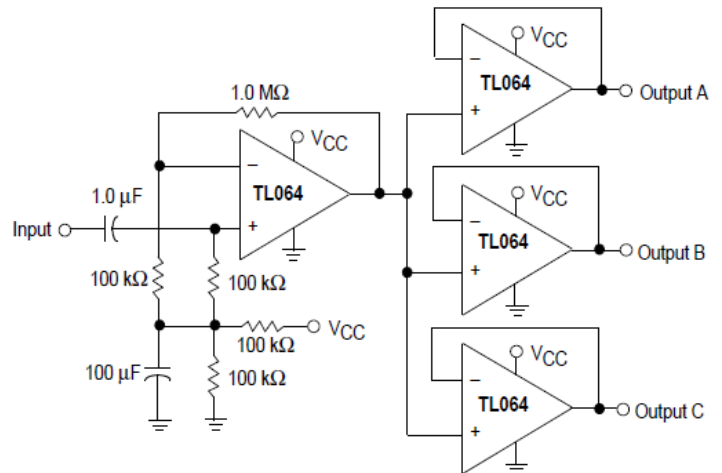 1.0 MΩ
VCC
TL064
1.0 µF
Input
100 kΩ
100 kΩ
VCC
100 kΩ
100 µF
100 kΩ
VCC
TL064
Output A
VCC
TL064
Output B
VCC
TL064
Output C